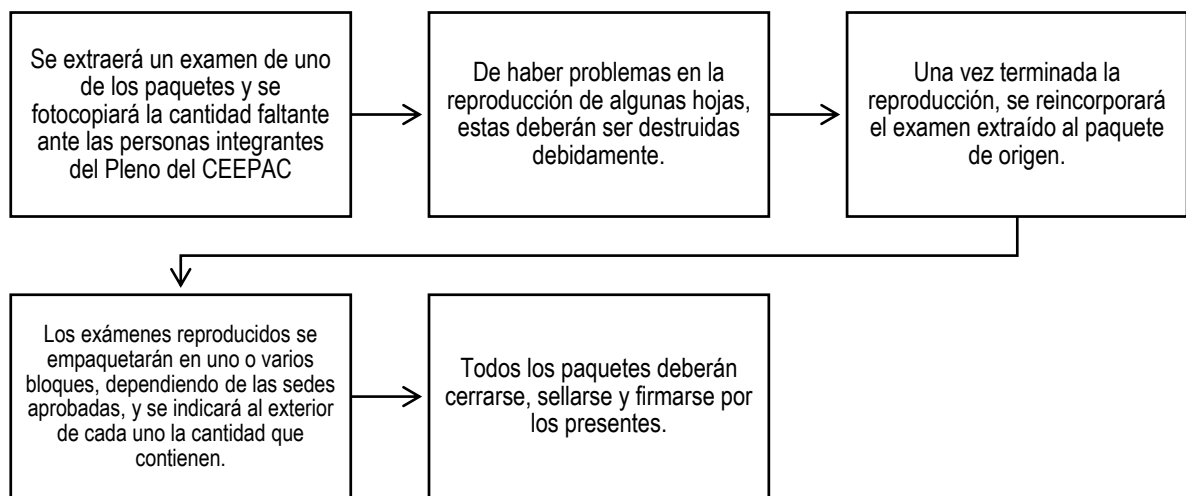 Se extraerá un examen de uno
de los paquetes y se
fotocopiará la cantidad faltante
ante las personas integrantes
del Pleno del CEEPAC
De haber problemas en la
reproducción de algunas hojas,
estas deberán ser destruidas
debidamente.
Una vez terminada la
reproducción, se reincorporará
el examen extraído al paquete
de origen.
Los exámenes reproducidos se
empaquetarán en uno o varios
bloques, dependiendo de las sedes
aprobadas, y se indicará al exterior
de cada uno la cantidad que
contienen.
Todos los paquetes deberán
cerrarse, sellarse y firmarse por
los presentes.